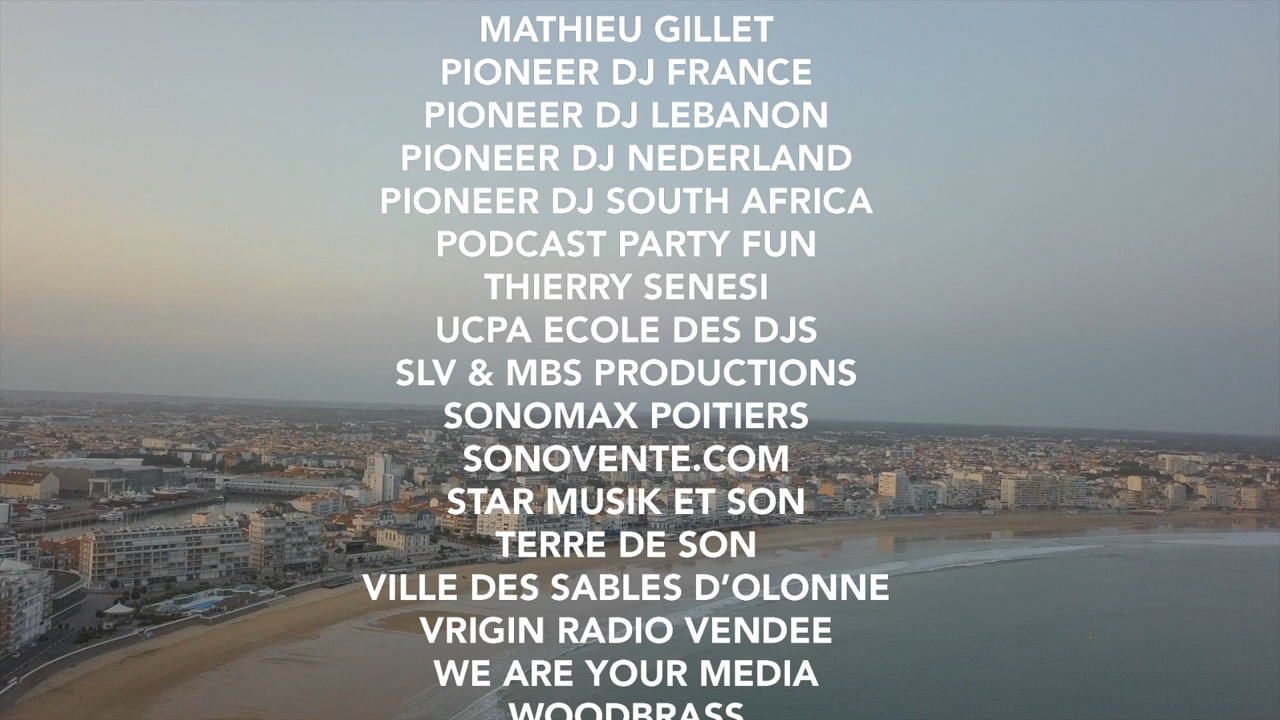 MATHIEU GILLET
PIONEER DJ FRANCE
PIONEER DJ LEBANON
PIONEER DJ NEDERLAND
PIONEER DJ SOUTH AFRICA
PODCAST PARTY FUN
THIERRY SENESI
UCPA ECOLE DES DJS
SLV & MBS PRODUCTIONS
SONOMAX POITIERS
SONOVENTE.COM
STAR MUSIK ET SON
TERRE DE SON
VILLE DES SABLES D’OLONNE
VRIGIN RADIO VENDEE
WE ARE YOUR MEDIA
WOODBRASS